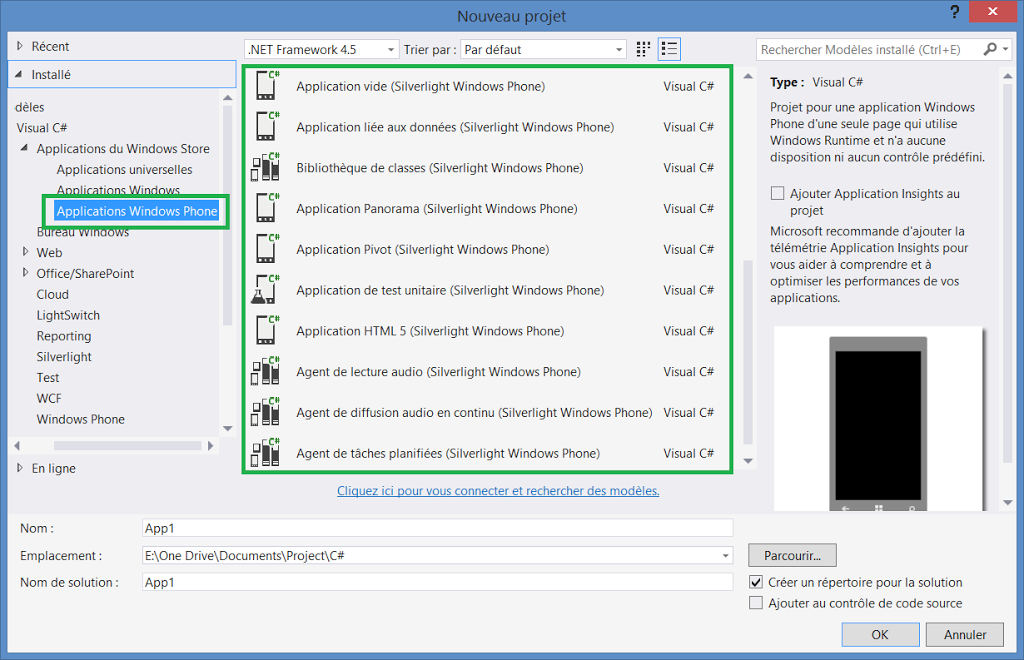 Nouveau projet
?
Récent
.NET Framework 4.5
Trier par :
Par défaut
Rechercher Modèles installé (Ctrl+E)
Installé
dèles
Visual C#
Applications du Windows Store
Applications universelles
Applications Windows
Applications Windows Phone
Bureau Windows
Web
Office/SharePoint
Cloud
LightSwitch
Reporting
Silverlight
Test
WCF
Windows Phone
En ligne
C# Application vide (Silverlight Windows Phone) Visual C#
C# Application liée aux données (Silverlight Windows Phone) Visual C#
C# Bibliothèque de classes (Silverlight Windows Phone) Visual C#
C# Application Panorama (Silverlight Windows Phone) Visual C#
C# Application Pivot (Silverlight Windows Phone) Visual C#
C# Application de test unitaire (Silverlight Windows Phone) Visual C#
C# Application HTML 5 (Silverlight Windows Phone) Visual C#
C# Agent de lecture audio (Silverlight Windows Phone) Visual C#
C# Agent de diffusion audio en continu (Silverlight Windows Phone) Visual C#
C# Agent de tâches planifiées (Silverlight Windows Phone) Visual C#
Cliquez ici pour vous connecter et rechercher des modèles.
Type : Visual C#
Projet pour une application Windows
Phone d'une seule page qui utilise
Windows Runtime et n'a aucune
disposition ni aucun contrôle prédéfini.
Ajouter Application Insights au
projet
Microsoft recommande d'ajouter la
télémétrie Application Insights pour
vous aider à comprendre et à
optimiser les performances de vos
applications.
Nom : App1
Emplacement : E:\One Drive\Documents\Project\C#
Parcourir...
Nom de solution : App1
Créer un répertoire pour la solution
Ajouter au contrôle de code source
OK
Annuler